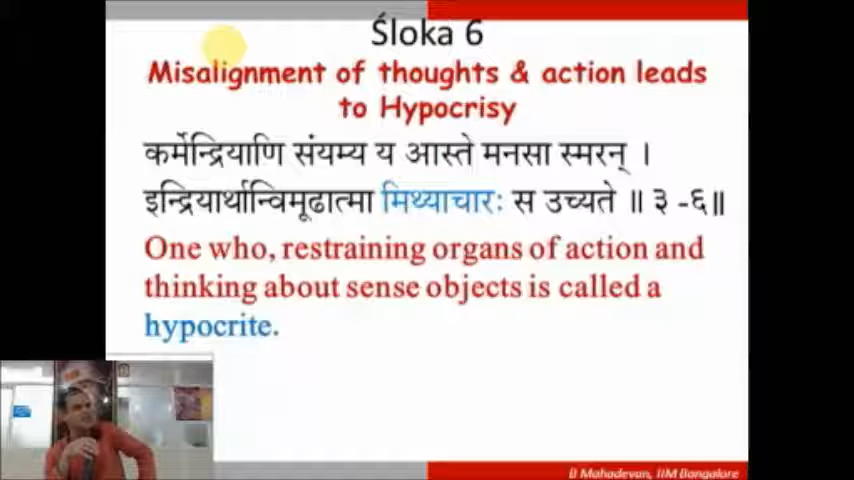 Śloka 6
Misalignment of thoughts & action leads
to Hypocrisy
कर्मेन्द्रियाणि संयम्य य आस्ते मनसा स्मरन् ।
इन्द्रियार्थान्विमूढात्मा मिथ्याचारः स उच्यते ॥ ३ -६॥
One who, restraining organs of action and
thinking about sense objects is called a
hypocrite.
B Mahadevan, IIM Bangalore